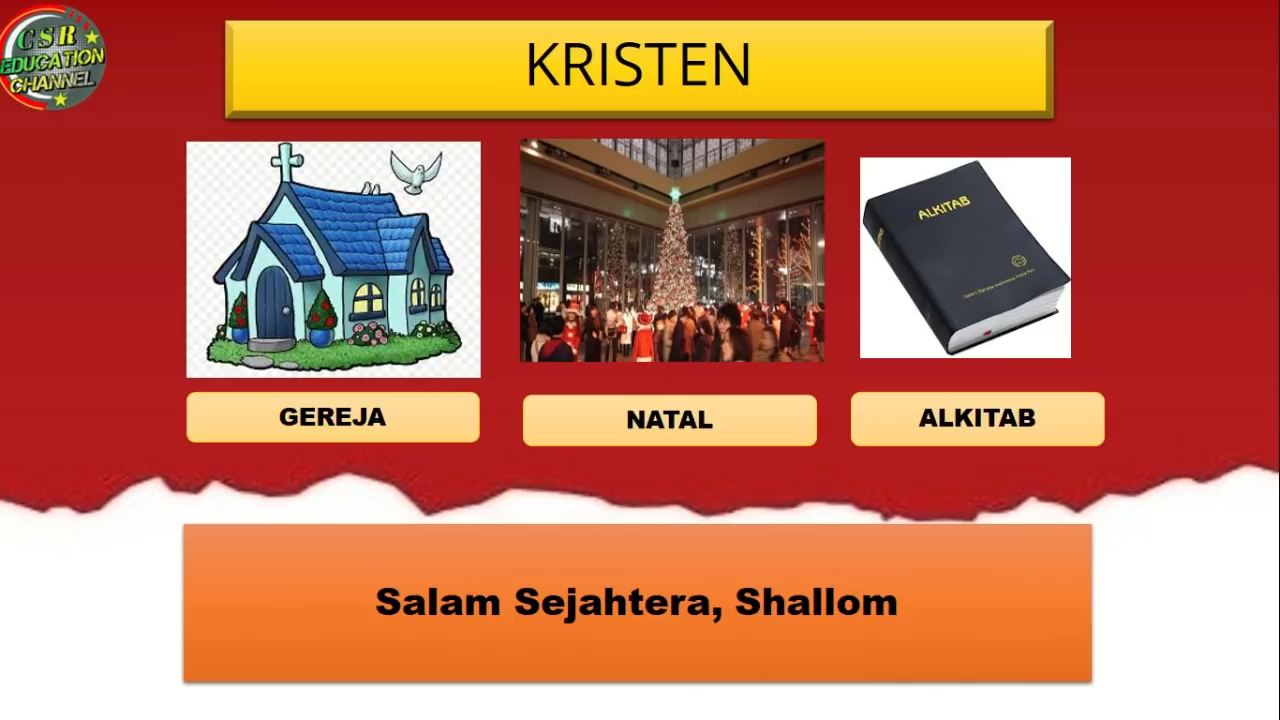 CSR
EDUCATION
CHANNEL
KRISTEN
ALKITAB
GEREJA
NATAL
ALKITAB
Salam Sejahtera, Shallom